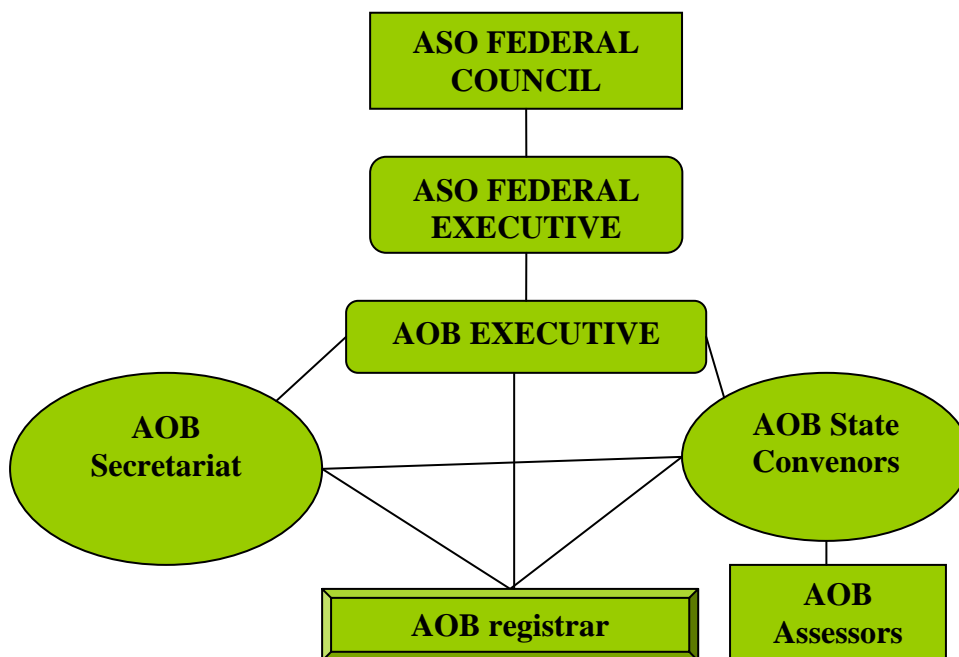 ASO FEDERAL
COUNCIL
ASO FEDERAL
EXECUTIVE
AOB EXECUTIVE
AOB
Secretariat
AOB State
Convenors
AOB registrar
AOB
Assessors